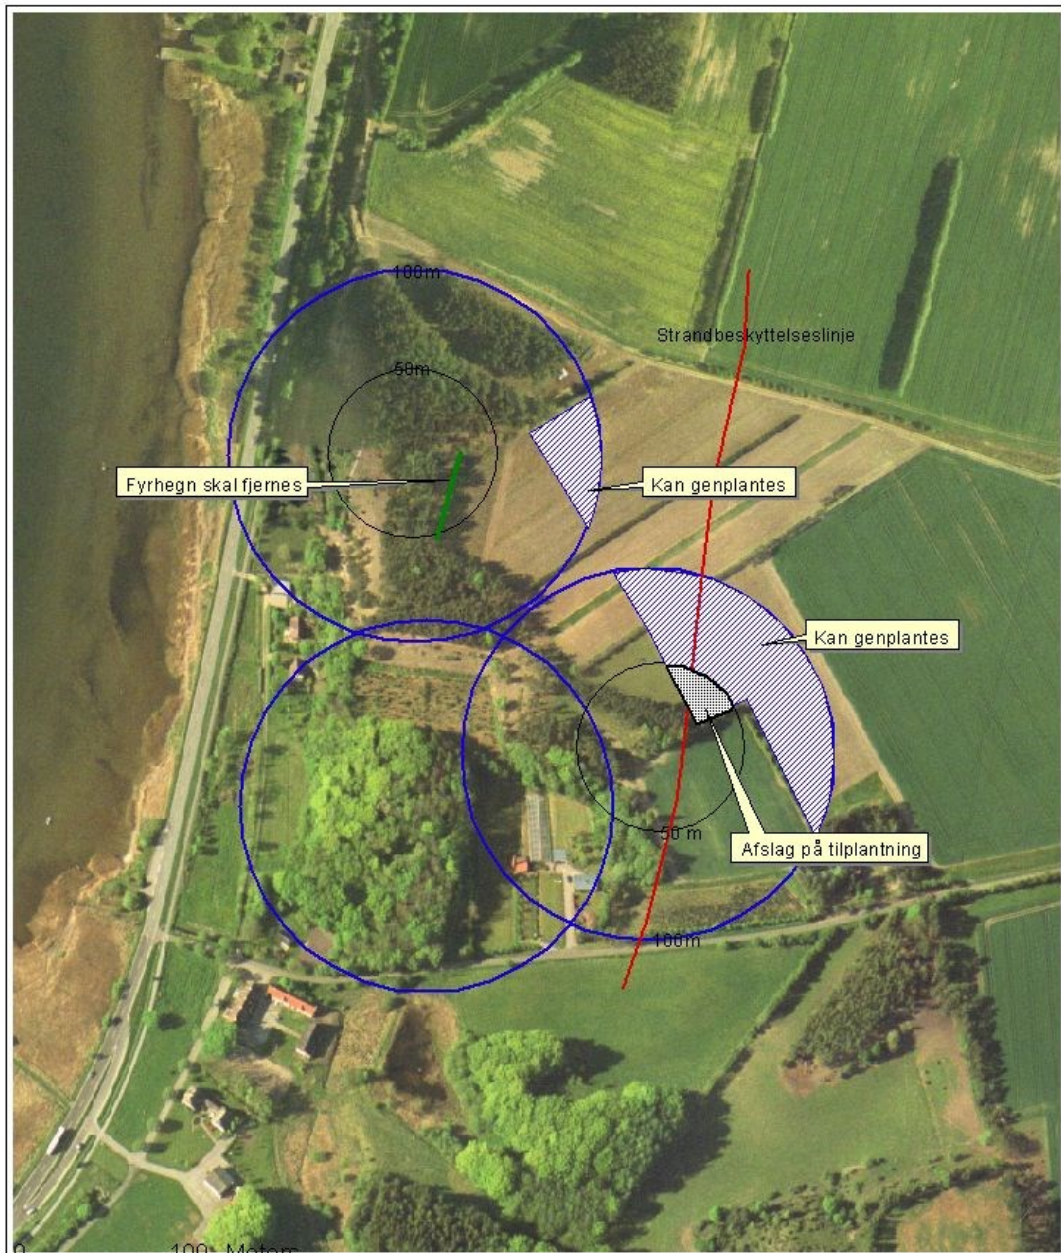 100m
50m
Strandbeskyttelseslinje
Fyrhegn skal fjernes
Kan genplantes
Kan genplantes
50 m
Afslag på tilplantning
100m
0 100 Meters